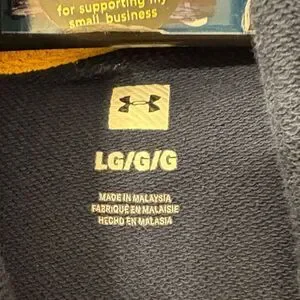 for supporting my
small business
LG/G/G
MADE IN MALAYSIA
FABRIQUÉ EN MALAISIE
HECHO EN MALASIA